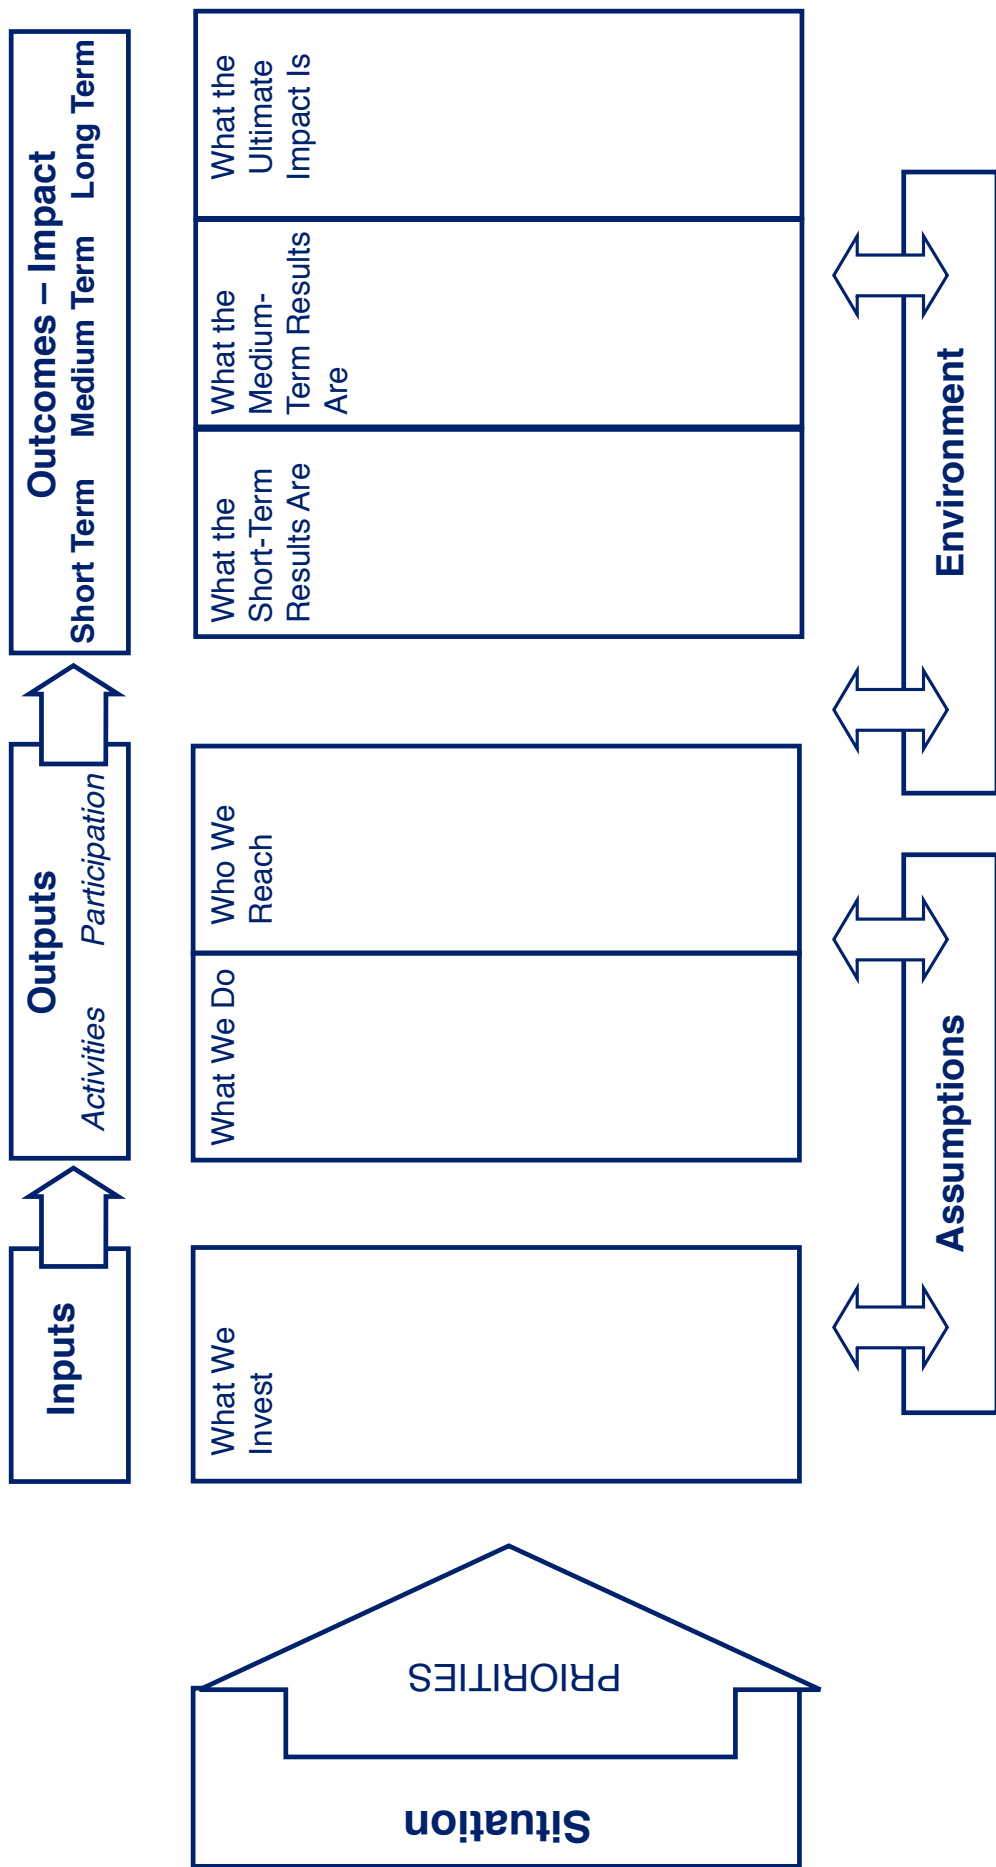 Situation
PRIORITIES
Inputs
Outputs
Activities Participation
Outcomes – Impact
Short Term Medium Term Long Term
What We
Invest
What We Do
Who We
Reach
What the
Short-Term
Results Are
What the
Medium-
Term Results
Are
What the
Ultimate
Impact Is
Assumptions
Environment